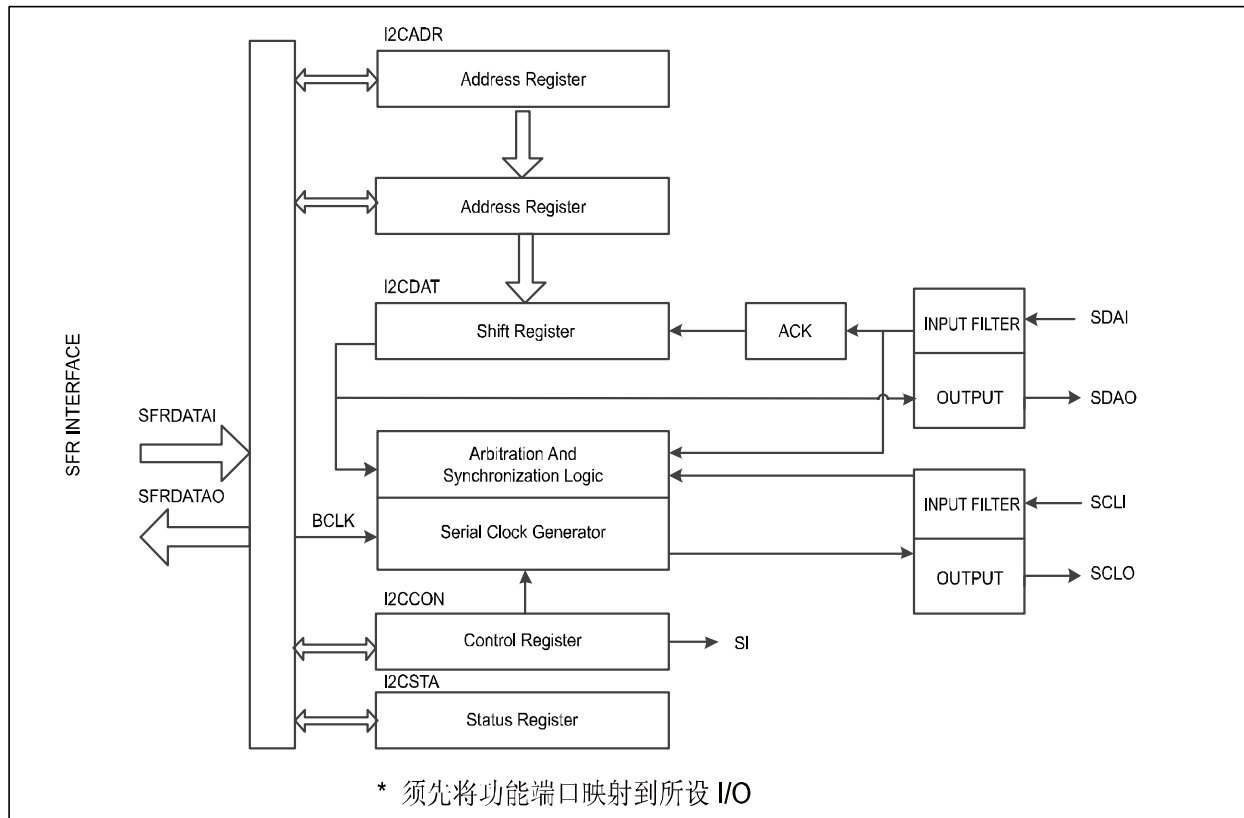 I2CADR
Address Register
Address Register
I2CDAT
Shift Register
ACK
INPUT FILTER
SDAI
OUTPUT
SDAO
SFR INTERFACE
SFRDATAI
SFRDATAO
Arbitration And
Synchronization Logic
BCLK
Serial Clock Generator
INPUT FILTER
SCLI
OUTPUT
SCLO
I2CCON
Control Register
SI
I2CSTA
Status Register
* 须先将功能端口映射到所设 I/O